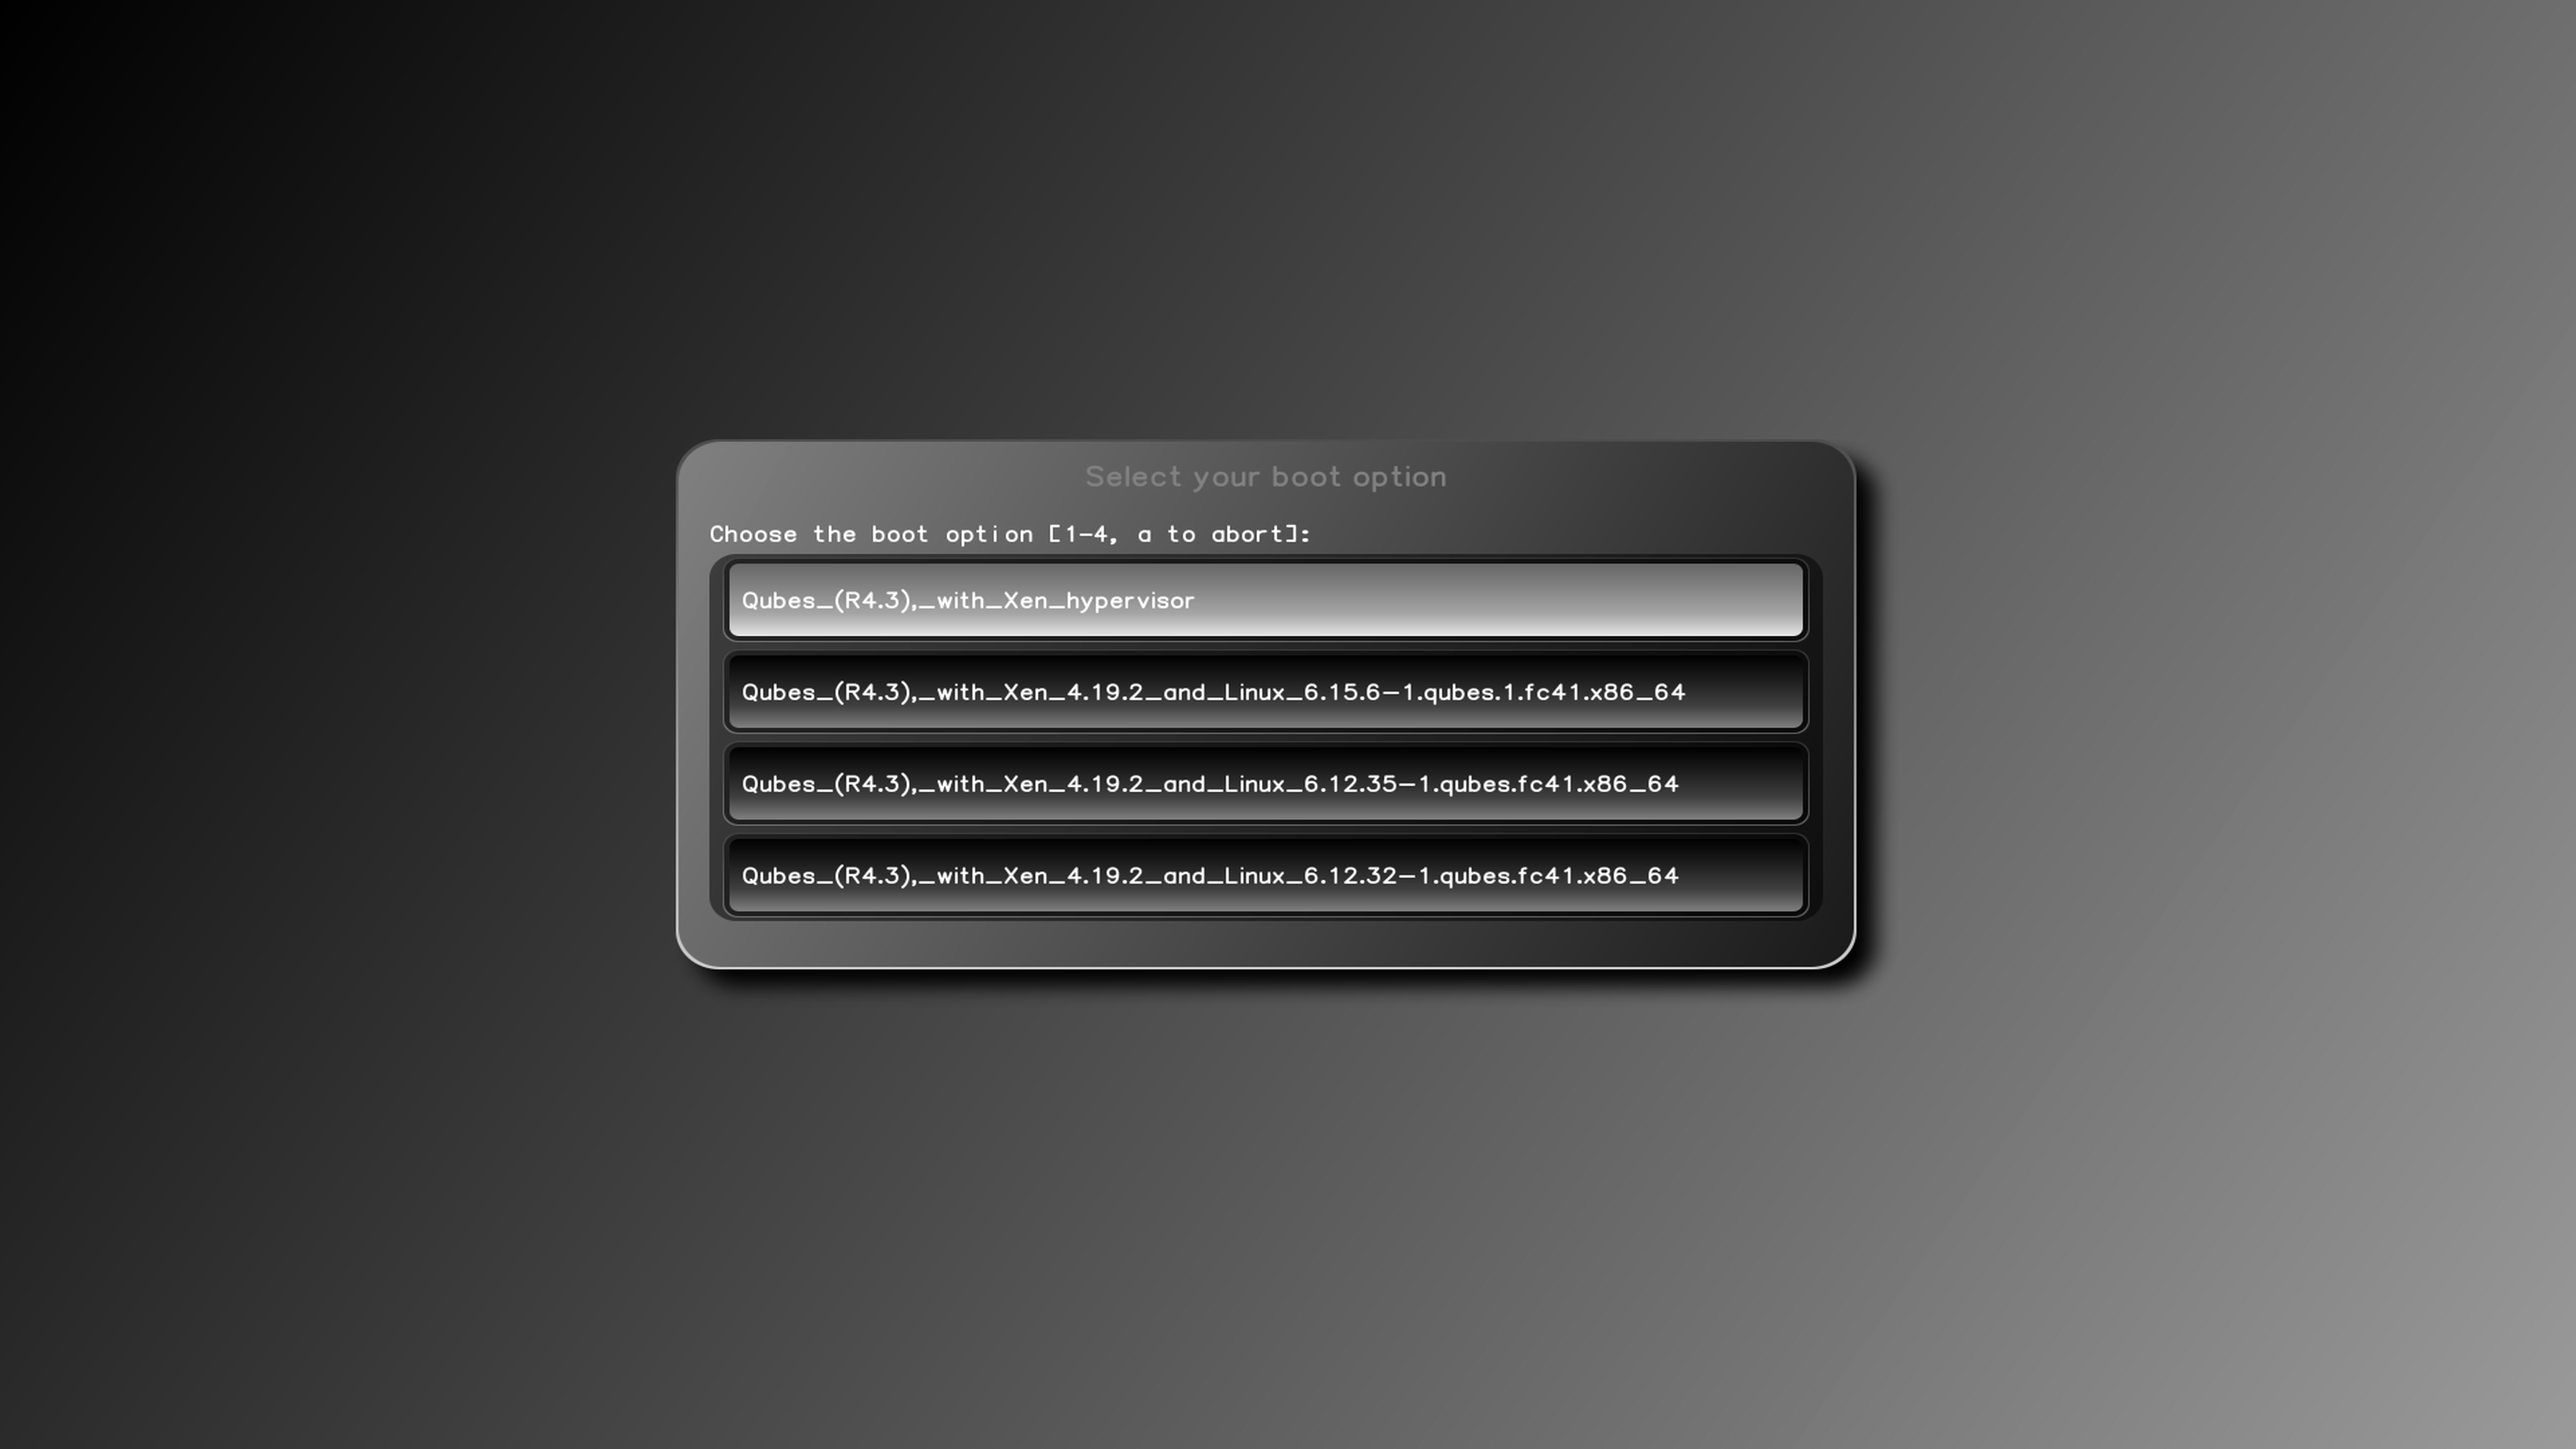 Select your boot option
Choose the boot option [1-4, a to abort]:
Qubes_(R4.3),_with_Xen_hypervisor
Qubes_(R4.3),_with_Xen_4.19.2_and_Linux_6.15.6-1.qubes.1.fc41.x86_64
Qubes_(R4.3),_with_Xen_4.19.2_and_Linux_6.12.35-1.qubes.fc41.x86_64
Qubes_(R4.3),_with_Xen_4.19.2_and_Linux_6.12.32-1.qubes.fc41.x86_64